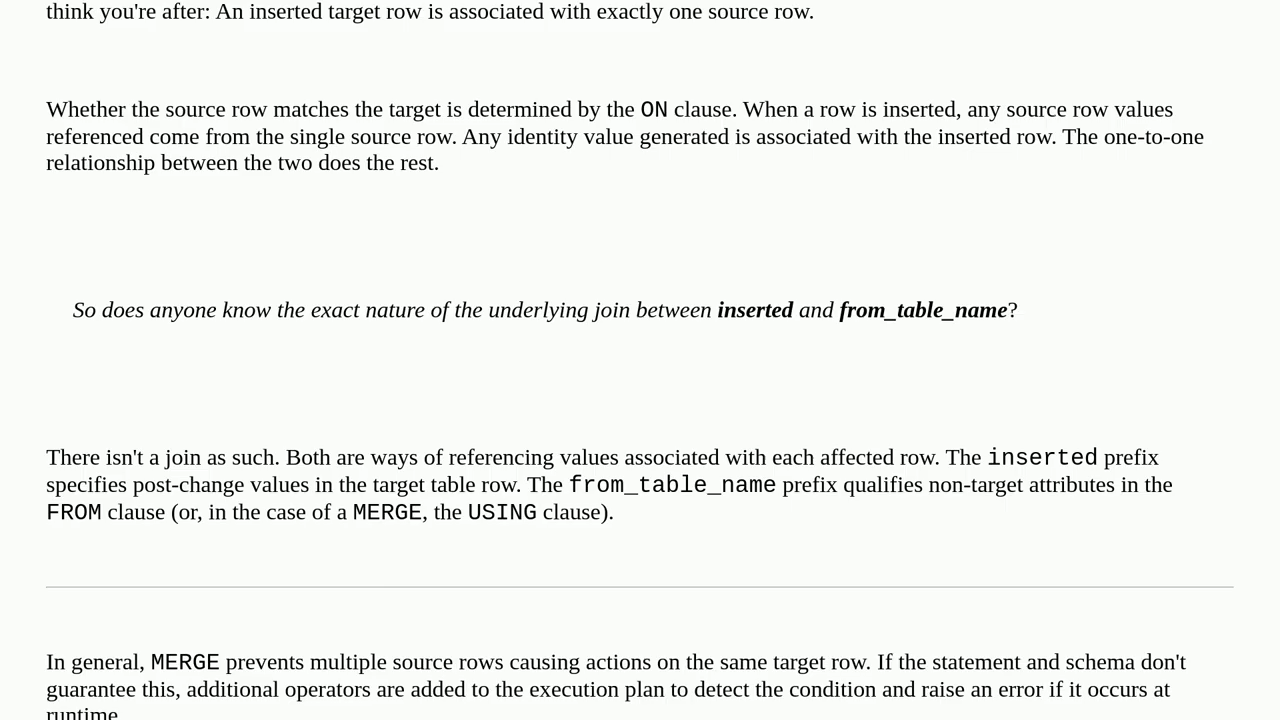 think you're after: An inserted target row is associated with exactly one source row.
Whether the source row matches the target is determined by the ON clause. When a row is inserted, any source row values
referenced come from the single source row. Any identity value generated is associated with the inserted row. The one-to-one
relationship between the two does the rest.
So does anyone know the exact nature of the underlying join between inserted and from_table_name?
There isn't a join as such. Both are ways of referencing values associated with each affected row. The inserted prefix
specifies post-change values in the target table row. The from_table_name prefix qualifies non-target attributes in the
FROM clause (or, in the case of a MERGE, the USING clause).
In general, MERGE prevents multiple source rows causing actions on the same target row. If the statement and schema don't
guarantee this, additional operators are added to the execution plan to detect the condition and raise an error if it occurs at
runtime.